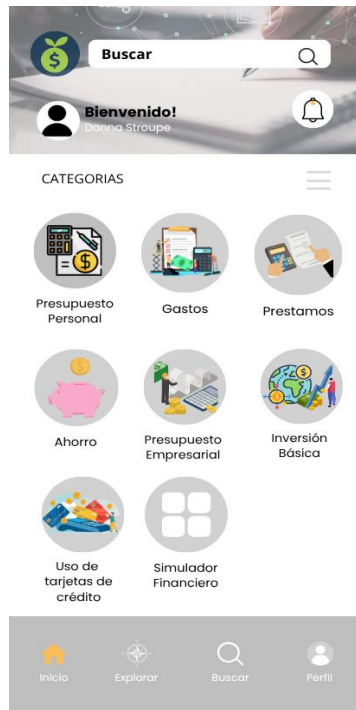 Buscar
Bienvenido!
Donna Stroupe
CATEGORIAS
Presupuesto
Personal
Gastos
Prestamos
Ahorro
Presupuesto
Empresarial
Inversión
Básica
Uso de
tarjetas de
crédito
Simulador
Financiero
Inicio
Explorar
Buscar
Perfil